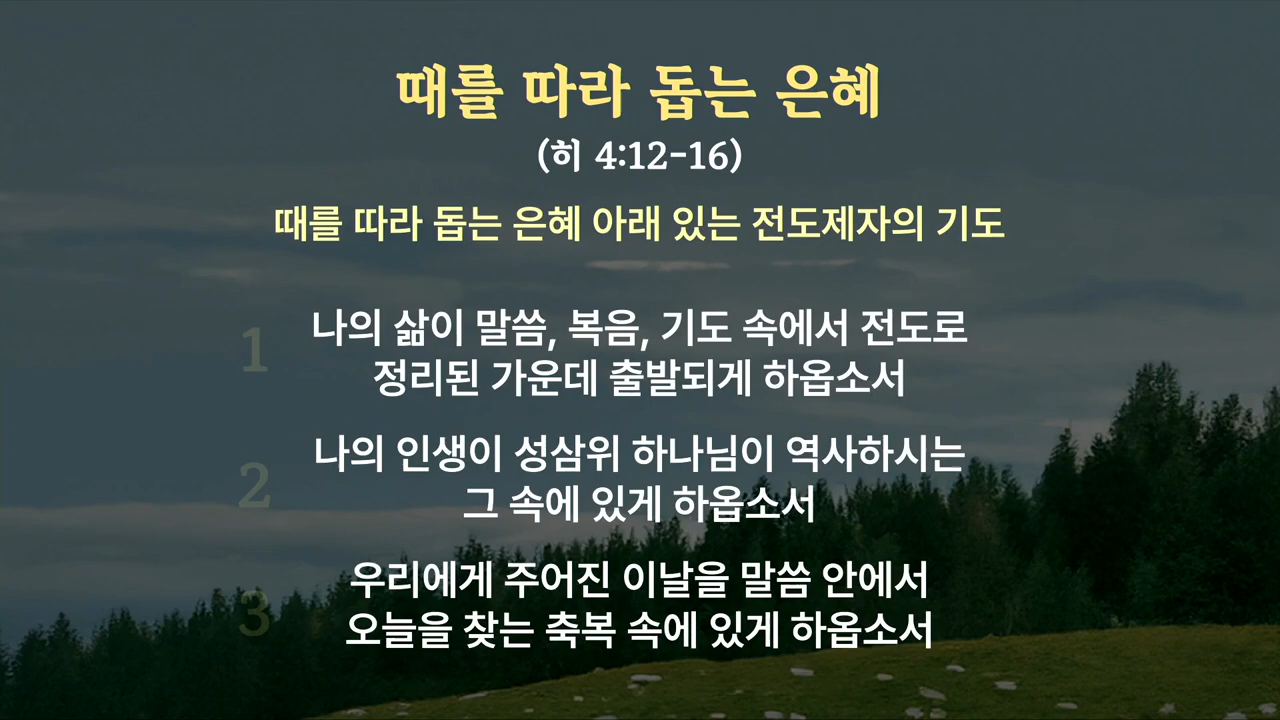 때를 따라 돕는 은혜
(히 4:12-16)
때를 따라 돕는 은혜 아래 있는 전도제자의 기도
1
나의 삶이 말씀, 복음, 기도 속에서 전도로
정리된 가운데 출발되게 하옵소서
2
나의 인생이 성삼위 하나님이 역사하시는
그 속에 있게 하옵소서
3
우리에게 주어진 이날을 말씀 안에서
오늘을 찾는 축복 속에 있게 하옵소서